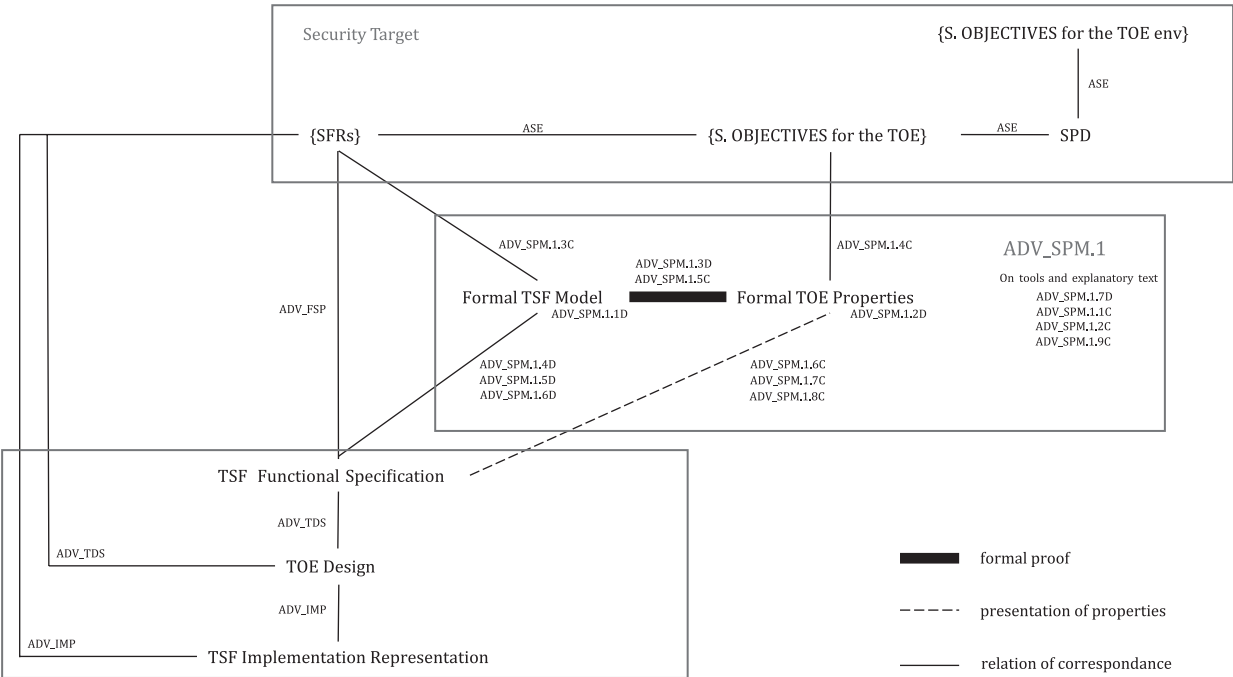 Security Target
{S. OBJECTIVES for the TOE env}
ASE
{SFRs}
ASE
{S. OBJECTIVES for the TOE}
ASE
SPD
ADV_SPM.1.3C
ADV_SPM.1.4C
ADV_SPM.1
On tools and explanatory text
ADV_SPM.1.7D
ADV_SPM.1.1C
ADV_SPM.1.2C
ADV_SPM.1.9C
ADV_SPM.1.3D
ADV_SPM.1.5C
Formal TSF Model
Formal TOE Properties
ADV_SPM.1.1D
ADV_SPM.1.2D
ADV_FSP
ADV_SPM.1.4D
ADV_SPM.1.5D
ADV_SPM.1.6D
ADV_SPM.1.6C
ADV_SPM.1.7C
ADV_SPM.1.8C
TSF Functional Specification
ADV_TDS
ADV_TDS
TOE Design
ADV_IMP
ADV_IMP
TSF Implementation Representation
formal proof
presentation of properties
relation of correspondance